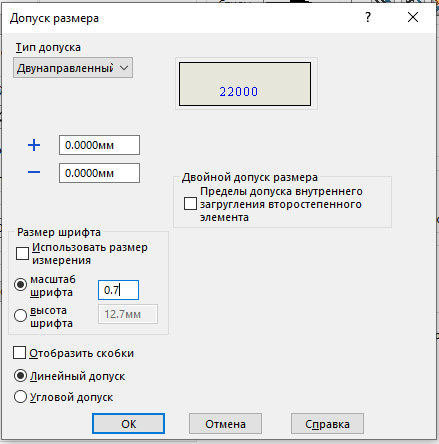 Допуск размера
Тип допуска
Двунаправленный
22000
+ 0.0000мм
− 0.0000мм
Двойной допуск размера
Пределы допуска внутреннего
загругления второстепенного
элемента
Размер шрифта
Использовать размер
измерения
масштаб
шрифта
0.7
высота
шрифта
12.7мм
Отобразить скобки
Линейный допуск
Угловой допуск
ОК
Отмена
Справка